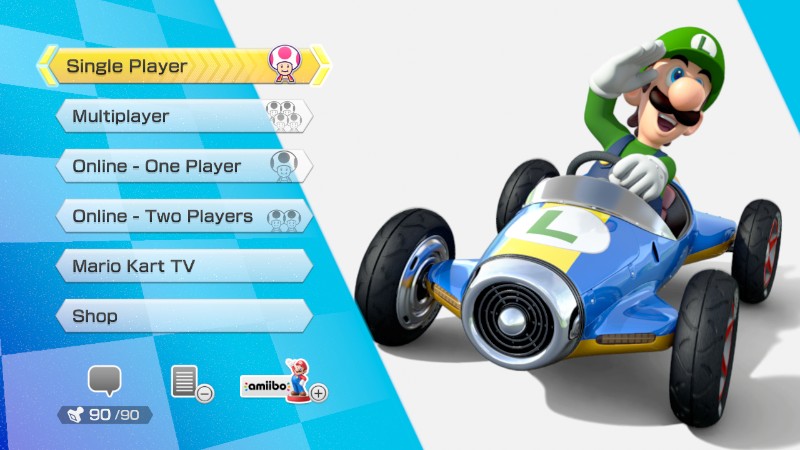 Single Player
Multiplayer
Online - One Player
Online - Two Players
Mario Kart TV
Shop
amiibo
90 /90
L
L